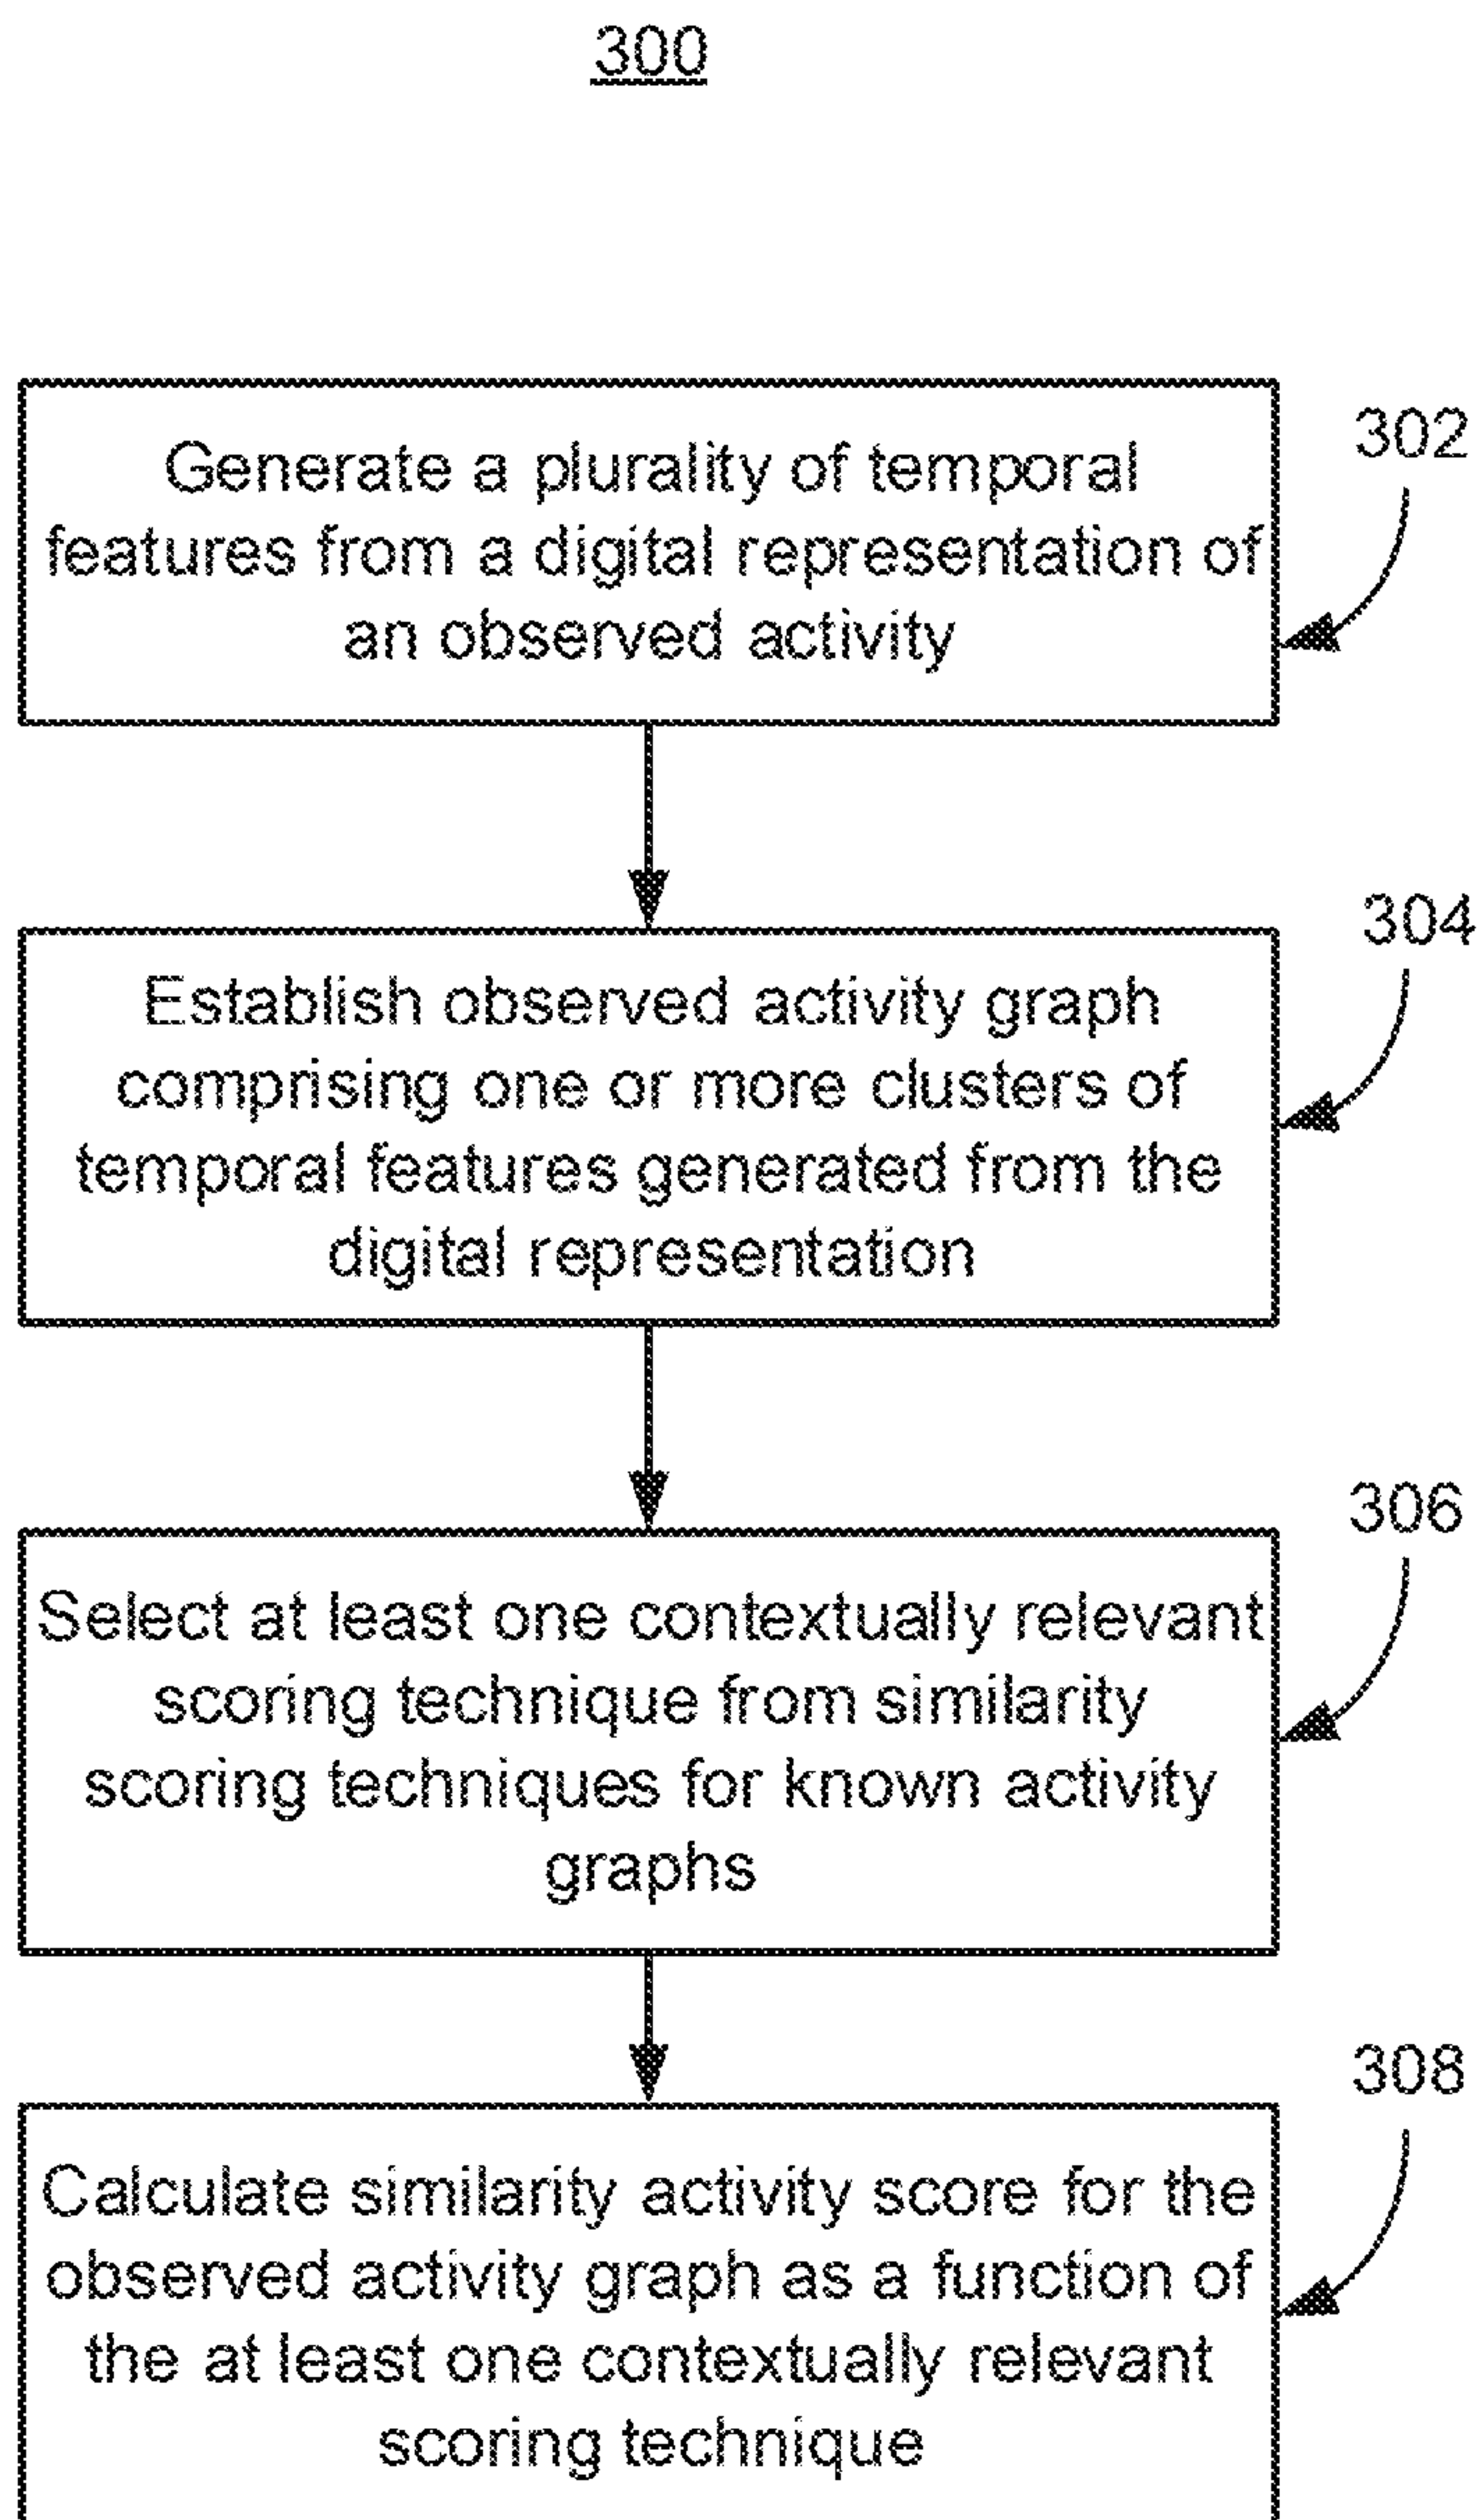 300
302
Generate a plurality of temporal
features from a digital representation of
an observed activity
304
Establish observed activity graph
comprising one or more clusters of
temporal features generated from the
digital representation
306
Select at least one contextually relevant
scoring technique from similarity
scoring techniques for known activity
graphs
308
Calculate similarity activity score for the
observed activity graph as a function of
the at least one contextually relevant
scoring technique